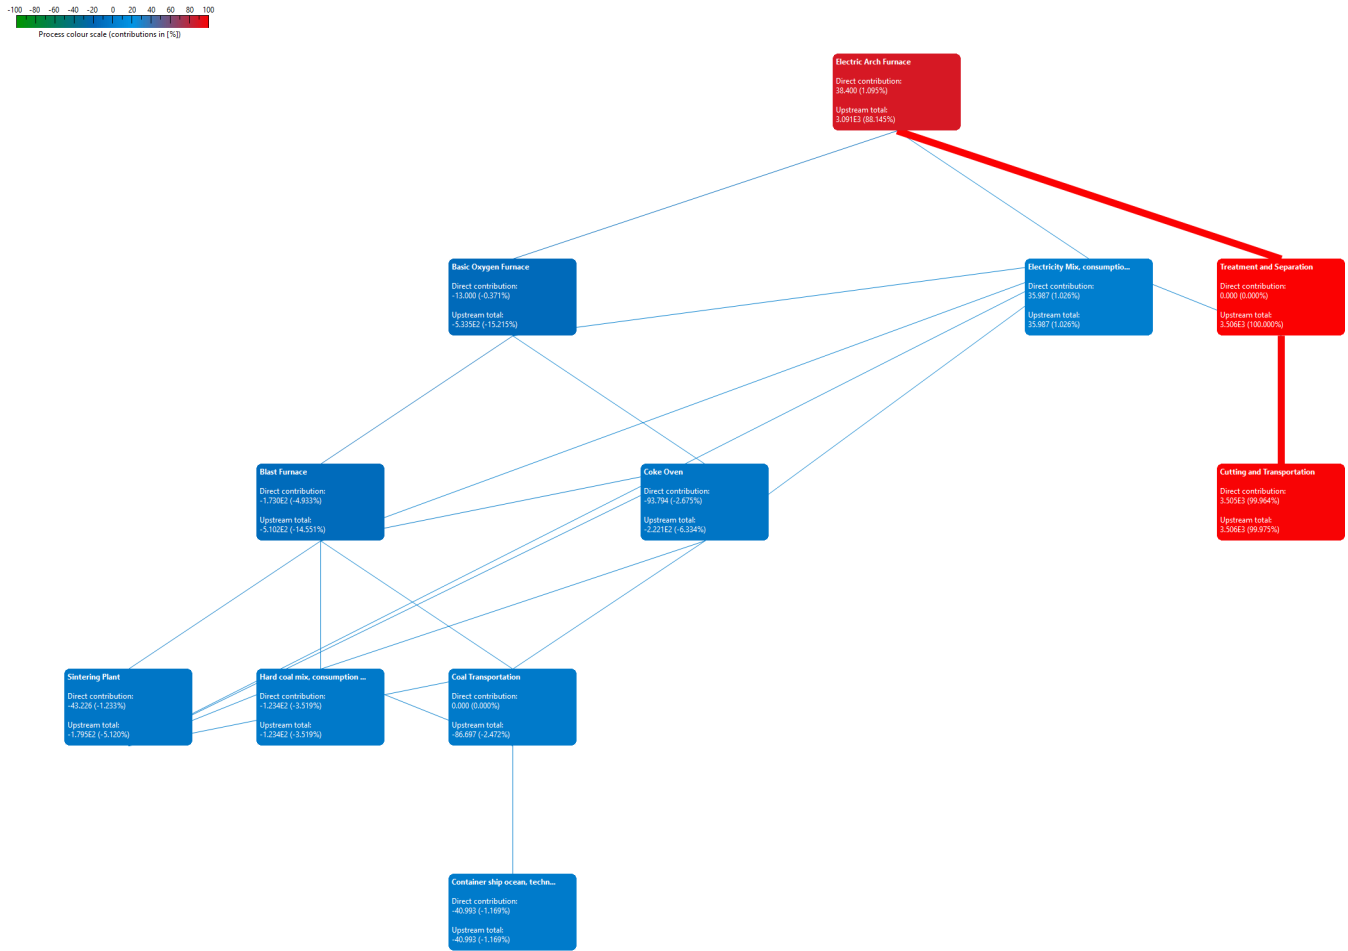 -100 -80 -60 -40 -20 0 20 40 60 80 100
Process colour scale (contributions in [%])
Electric Arch Furnace
Direct contribution:
38.400 (1.095%)
Upstream total:
3.091E3 (88.145%)
Basic Oxygen Furnace
Direct contribution:
-13.000 (-0.371%)
Upstream total:
-5.335E2 (-15.215%)
Electricity Mix, consumptio...
Direct contribution:
35.987 (1.026%)
Upstream total:
35.987 (1.026%)
Treatment and Separation
Direct contribution:
0.000 (0.000%)
Upstream total:
3.506E3 (100.000%)
Blast Furnace
Direct contribution:
-1.730E2 (-4.933%)
Upstream total:
-5.102E2 (-14.551%)
Coke Oven
Direct contribution:
-93.794 (-2.675%)
Upstream total:
-2.221E2 (-6.334%)
Cutting and Transportation
Direct contribution:
3.505E3 (99.964%)
Upstream total:
3.506E3 (99.975%)
Sintering Plant
Direct contribution:
-43.226 (-1.233%)
Upstream total:
-1.795E2 (-5.120%)
Hard coal mix, consumption ...
Direct contribution:
-1.234E2 (-3.519%)
Upstream total:
-1.234E2 (-3.519%)
Coal Transportation
Direct contribution:
0.000 (0.000%)
Upstream total:
-86.697 (-2.472%)
Container ship ocean, techn...
Direct contribution:
-40.993 (-1.169%)
Upstream total:
-40.993 (-1.169%)